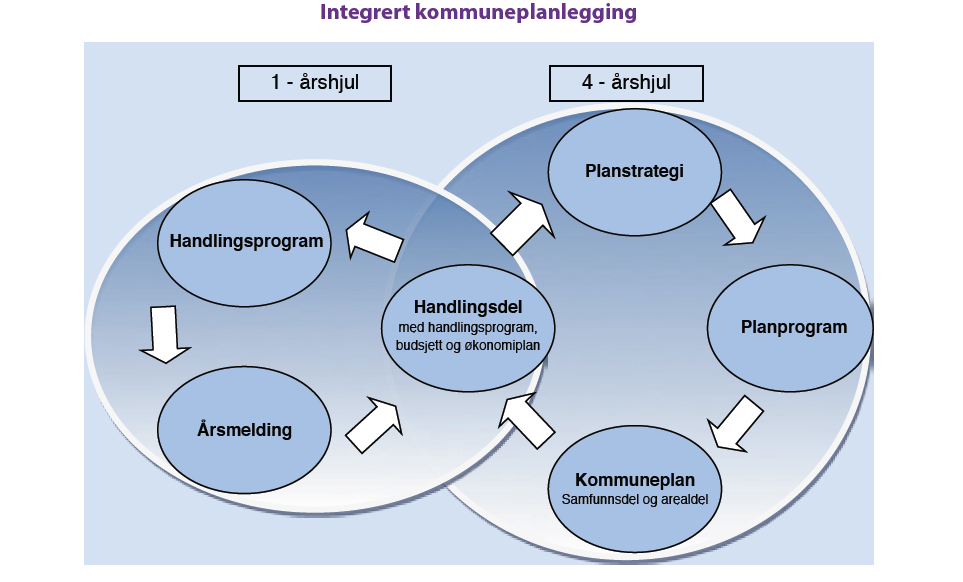 Integrert kommuneplanlegging
1 - årshjul
4 - årshjul
Planstrategi
Handlingsprogram
Handlingsdel
med handlingsprogram,
budsjett og økonomiplan
Planprogram
Årsmelding
Kommuneplan
Samfunnsdel og arealdel